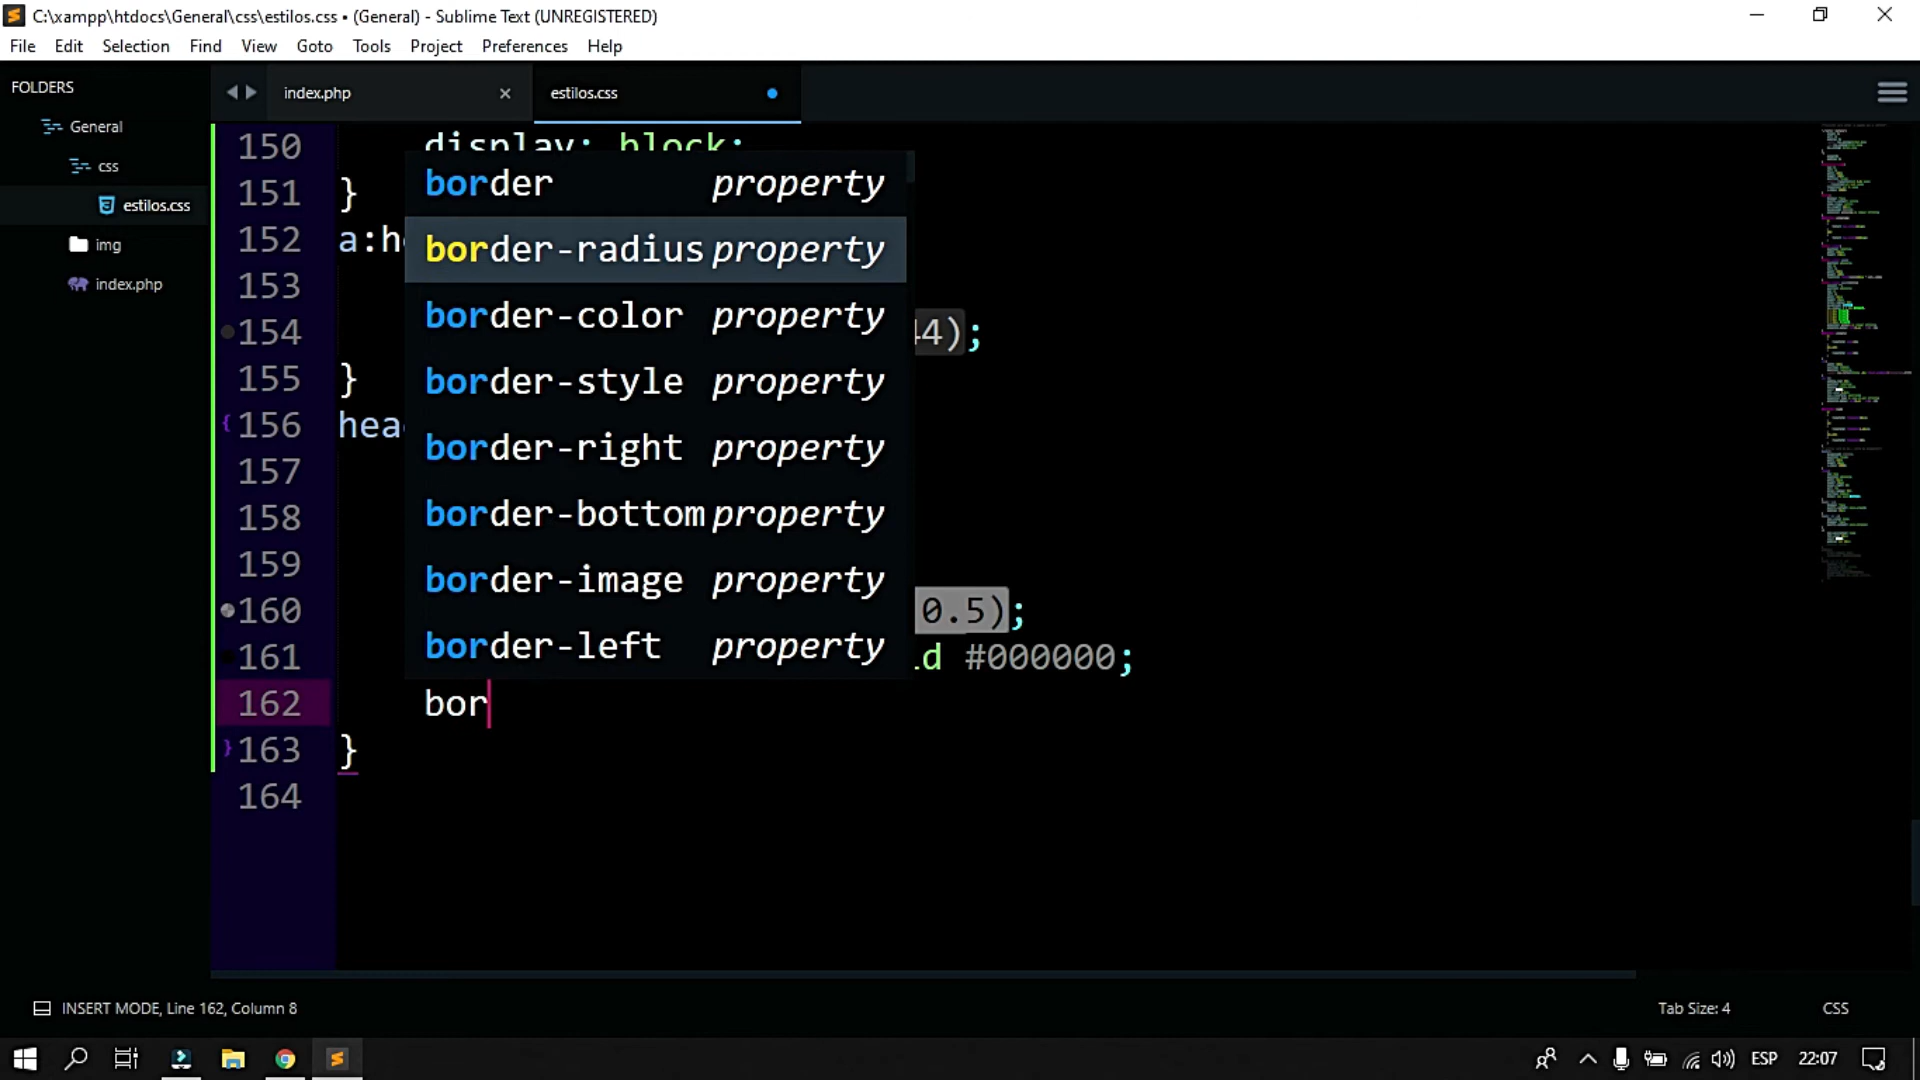 C:\xampp\htdocs\General\css\estilos.css • (General) - Sublime Text (UNREGISTERED)
File Edit Selection Find View Goto Tools Project Preferences Help
FOLDERS
General
css
estilos.css
img
index.php
index.php
estilos.css
150 display: block;
151 }
152 a:h
153
154 44);
155 }
156 hea
157
158
159
160 0.5);
161 d #000000;
162 bor
163 }
164
border property
border-radius property
border-color property
border-style property
border-right property
border-bottom property
border-image property
border-left property
INSERT MODE, Line 162, Column 8
Tab Size: 4
CSS
ESP
22:07